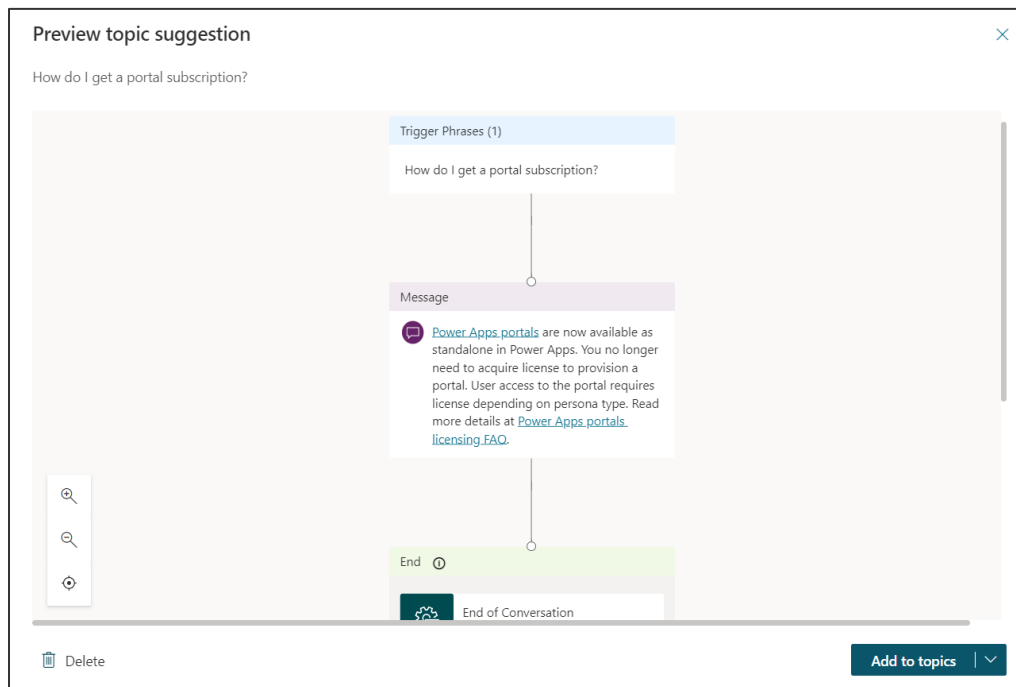 Preview topic suggestion
How do I get a portal subscription?
Trigger Phrases (1)
How do I get a portal subscription?
Message
Power Apps portals are now available as
standalone in Power Apps. You no longer
need to acquire license to provision a
portal. User access to the portal requires
license depending on persona type. Read
more details at Power Apps portals
licensing FAQ.
End
End of Conversation
Delete
Add to topics